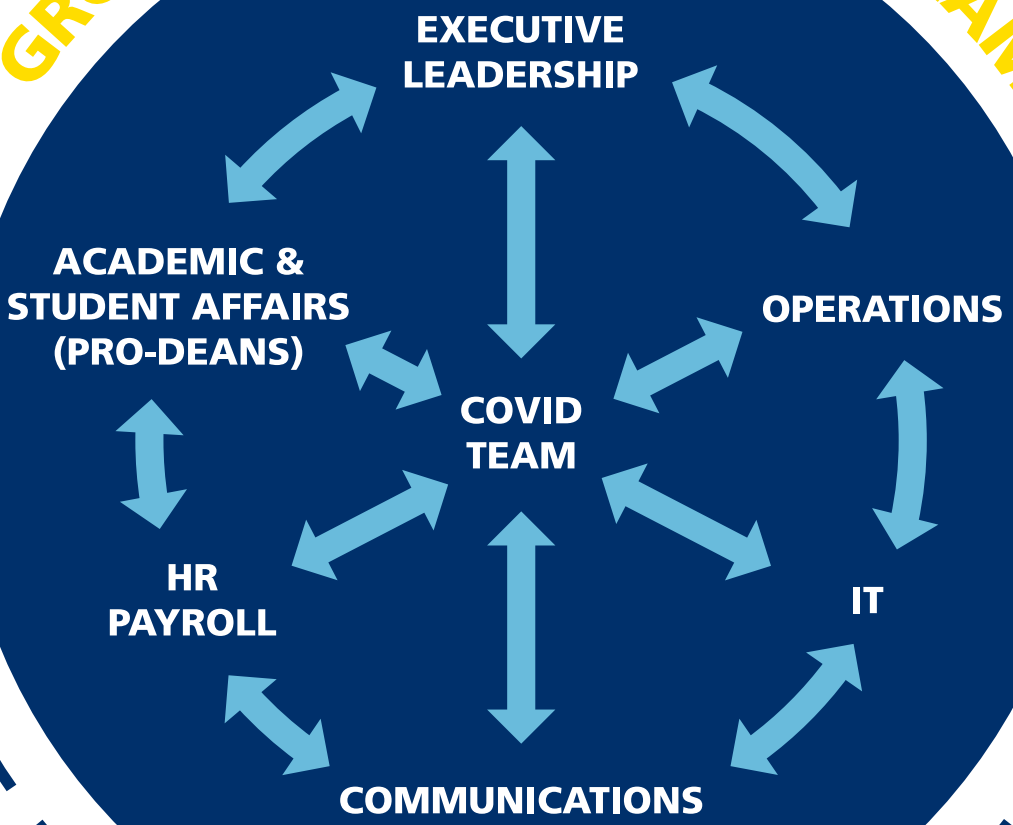 EXECUTIVE
LEADERSHIP
ACADEMIC &
STUDENT AFFAIRS
(PRO-DEANS)
OPERATIONS
COVID
TEAM
HR
PAYROLL
IT
COMMUNICATIONS